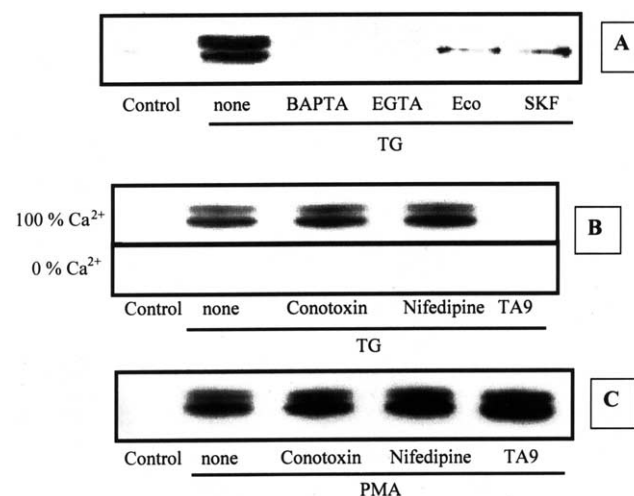 A
Control none BAPTA EGTA Eco SKF
TG
100 % Ca²⁺
B
0 % Ca²⁺
Control none Conotoxin Nifedipine TA9
TG
C
Control none Conotoxin Nifedipine TA9
PMA